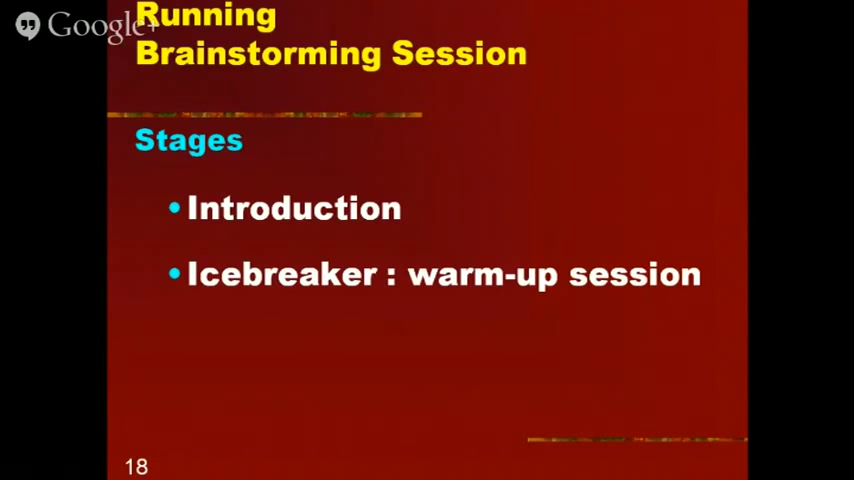 Google+
Running
Brainstorming Session
Stages
•Introduction
•Icebreaker : warm-up session
18